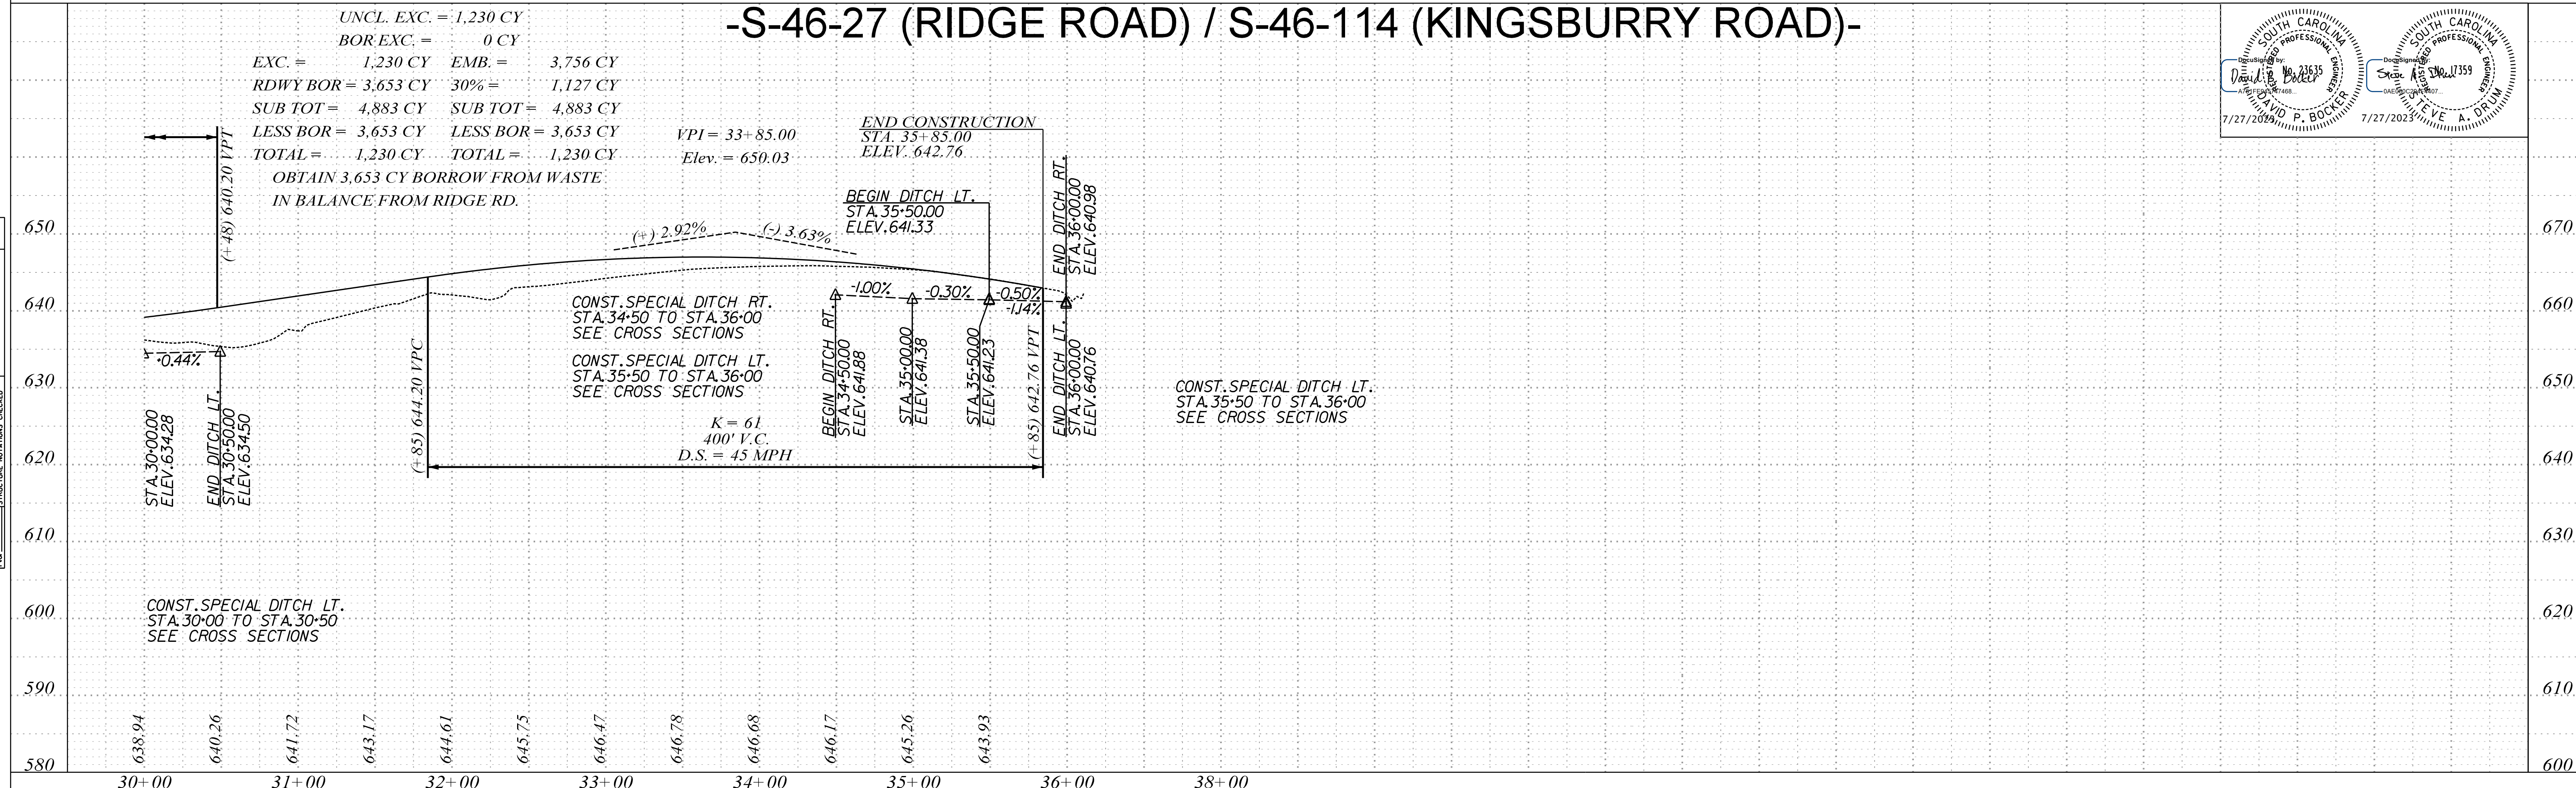 -S-46-27 (RIDGE ROAD) / S-46-114 (KINGSBURRY ROAD)-
UNCL. EXC. = 1,230 CY
BOR EXC. = 0 CY
EXC. = 1,230 CY EMB. = 3,756 CY
RDWY BOR = 3,653 CY 30% = 1,127 CY
SUB TOT = 4,883 CY SUB TOT = 4,883 CY
LESS BOR = 3,653 CY LESS BOR = 3,653 CY
TOTAL = 1,230 CY TOTAL = 1,230 CY
OBTAIN 3,653 CY BORROW FROM WASTE
IN BALANCE FROM RIDGE RD.
(+48) 640.20 VPT
VPI = 33+85.00
Elev. = 650.03
END CONSTRUCTION
STA. 35+85.00
ELEV. 642.76
BEGIN DITCH LT.
STA.35+50.00
ELEV.641.33
END DITCH RT.
STA.36+00.00
ELEV.640.98
(+) 2.92%
(-) 3.63%
SOUTH CAROLINA
REGISTERED PROFESSIONAL ENGINEER
No. 23635
DAVID P. BOCKER
DocuSigned by:
David P. Bocker
7/27/2023
SOUTH CAROLINA
REGISTERED PROFESSIONAL ENGINEER
No. 17359
STEVE A. DRUM
DocuSigned by:
7/27/2023
650
640
630
620
610
600
590
580
670
660
650
640
630
620
610
600
+0.44%
STA.30+00.00
ELEV.634.28
END DITCH LT.
STA.30+50.00
ELEV.634.50
(+85) 644.20 VPC
CONST.SPECIAL DITCH RT.
STA.34+50 TO STA.36+00
SEE CROSS SECTIONS
CONST.SPECIAL DITCH LT.
STA.35+50 TO STA.36+00
SEE CROSS SECTIONS
K = 61
400' V.C.
D.S. = 45 MPH
-1.00%
-0.30%
-0.50%
-1.14%
BEGIN DITCH RT.
STA.34+50.00
ELEV.641.88
STA.35+00.00
ELEV.641.38
STA.35+50.00
ELEV.641.23
(+85) 642.76 VPT
END DITCH LT.
STA.36+00.00
ELEV.640.76
CONST.SPECIAL DITCH LT.
STA.35+50 TO STA.36+00
SEE CROSS SECTIONS
CONST.SPECIAL DITCH LT.
STA.30+00 TO STA.30+50
SEE CROSS SECTIONS
638.94
640.26
641.72
643.17
644.61
645.75
646.47
646.78
646.68
646.17
645.26
643.93
30+00
31+00
32+00
33+00
34+00
35+00
36+00
38+00